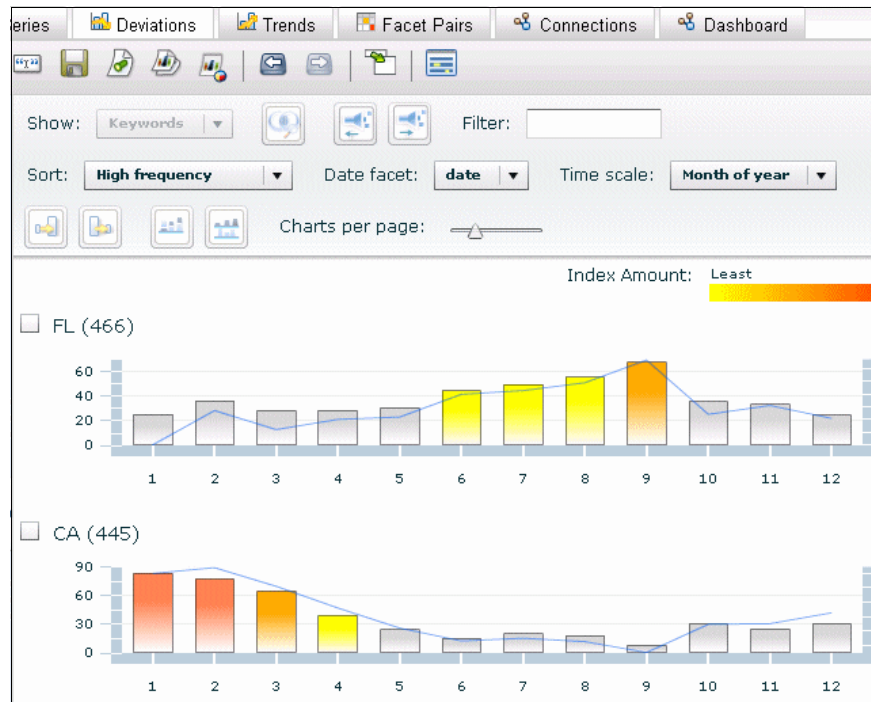 eries Deviations Trends Facet Pairs Connections Dashboard
Show: Keywords Filter:
Sort: High frequency Date facet: date Time scale: Month of year
Charts per page:
Index Amount: Least
FL (466)
60
40
20
0
1 2 3 4 5 6 7 8 9 10 11 12
CA (445)
90
60
30
0
1 2 3 4 5 6 7 8 9 10 11 12